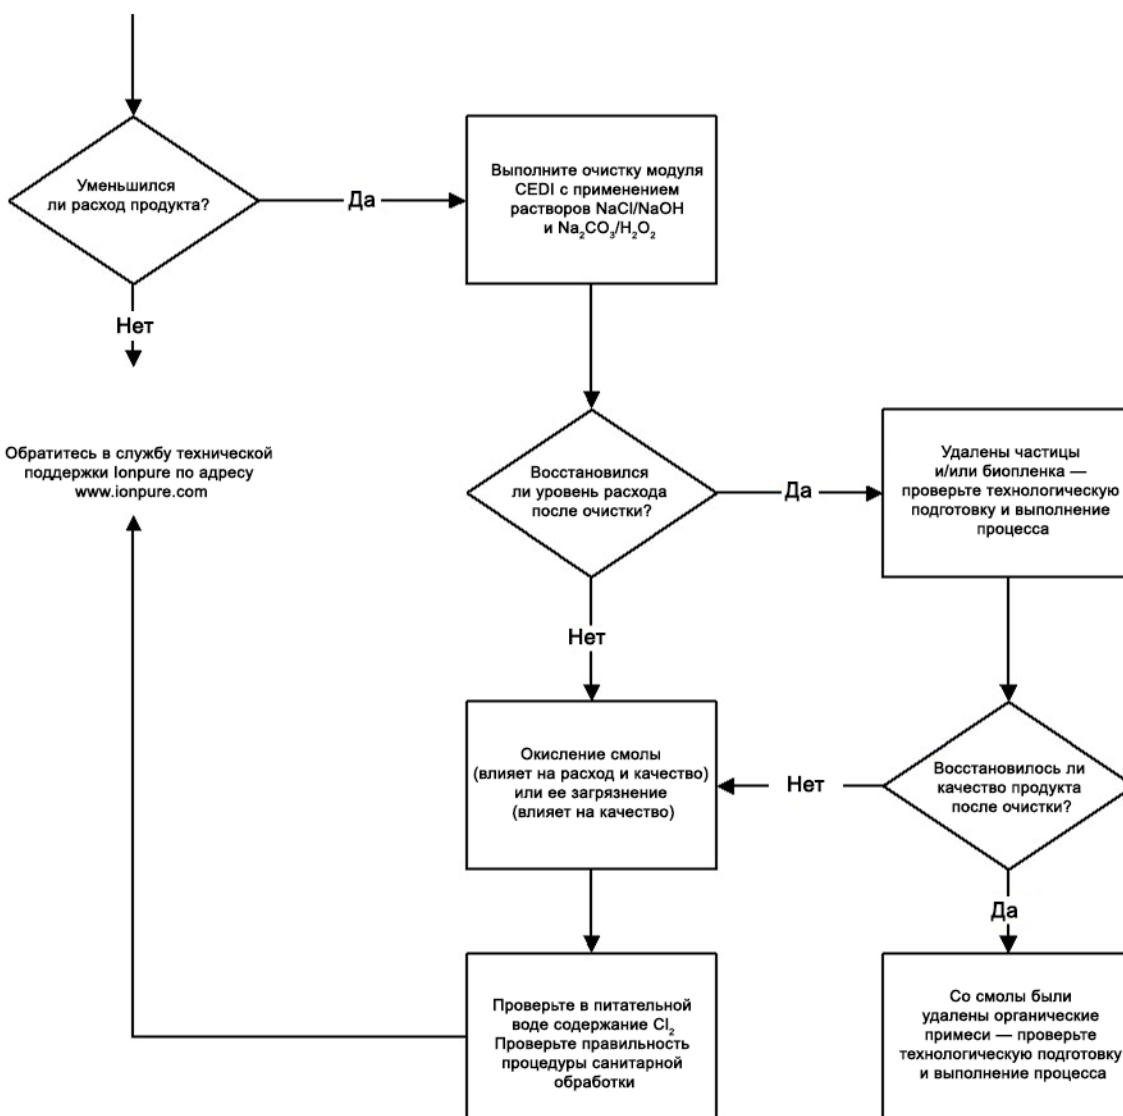 Уменьшился
ли расход продукта?
Да
Выполните очистку модуля
CEDI с применением
растворов NaCl/NaOH
и Na₂CO₃/H₂O₂
Нет
Обратитесь в службу технической
поддержки Ionpure по адресу
www.ionpure.com
Восстановился
ли уровень расхода
после очистки?
Да
Удалены частицы
и/или биопленка —
проверьте технологическую
подготовку и выполнение
процесса
Нет
Окисление смолы
(влияет на расход и качество)
или ее загрязнение
(влияет на качество)
Нет
Восстановилось ли
качество продукта
после очистки?
Да
Проверьте в питательной
воде содержание Cl₂
Проверьте правильность
процедуры санитарной
обработки
Со смолы были
удалены органические
примеси — проверьте
технологическую подготовку
и выполнение процесса